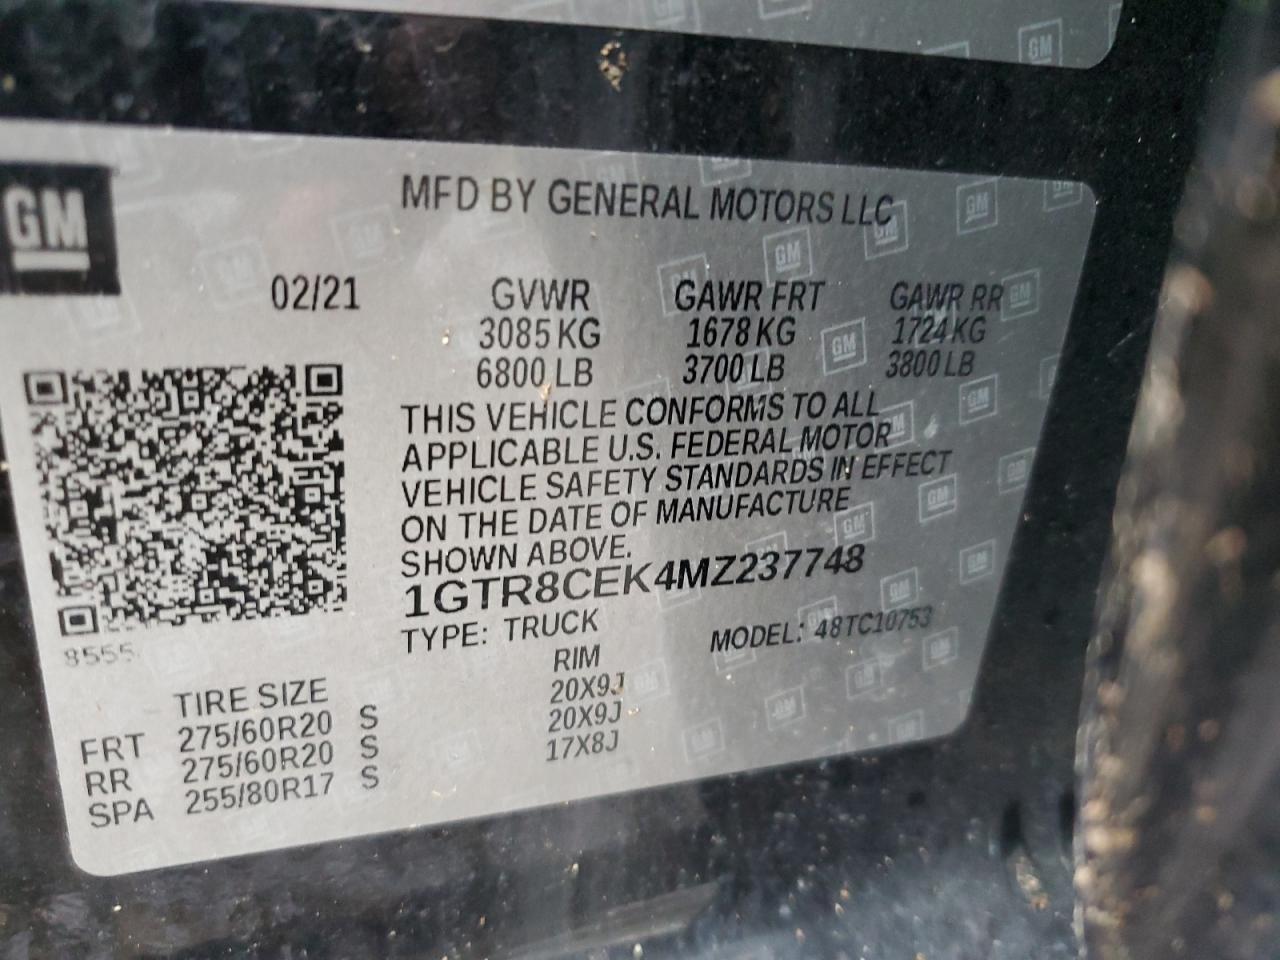 GM
MFD BY GENERAL MOTORS LLC
02/21 GVWR GAWR FRT GAWR RR
3085 KG 1678 KG 1724 KG
6800 LB 3700 LB 3800 LB
THIS VEHICLE CONFORMS TO ALL
APPLICABLE U.S. FEDERAL MOTOR
VEHICLE SAFETY STANDARDS IN EFFECT
ON THE DATE OF MANUFACTURE
SHOWN ABOVE.
1GTR8CEK4MZ237748
TYPE: TRUCK MODEL: 48TC10753
8555
TIRE SIZE RIM
FRT 275/60R20 S 20X9J
RR 275/60R20 S 20X9J
SPA 255/80R17 S 17X8J